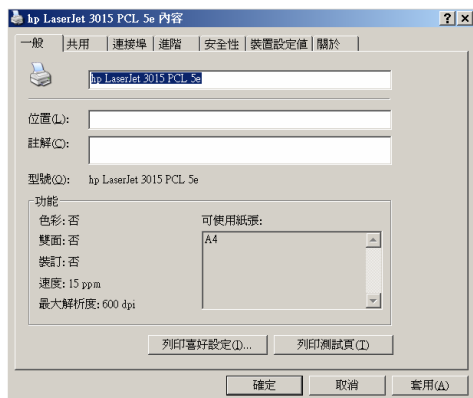 hp LaserJet 3015 PCL 5e 內容
一般 共用 連接埠 進階 安全性 裝置設定值 關於
hp LaserJet 3015 PCL 5e
位置(L):
註解(C):
型號(O): hp LaserJet 3015 PCL 5e
功能
色彩: 否 可使用紙張:
雙面: 否 A4
裝訂: 否
速度: 15 ppm
最大解析度: 600 dpi
列印喜好設定(I)... 列印測試頁(T)
確定 取消 套用(A)